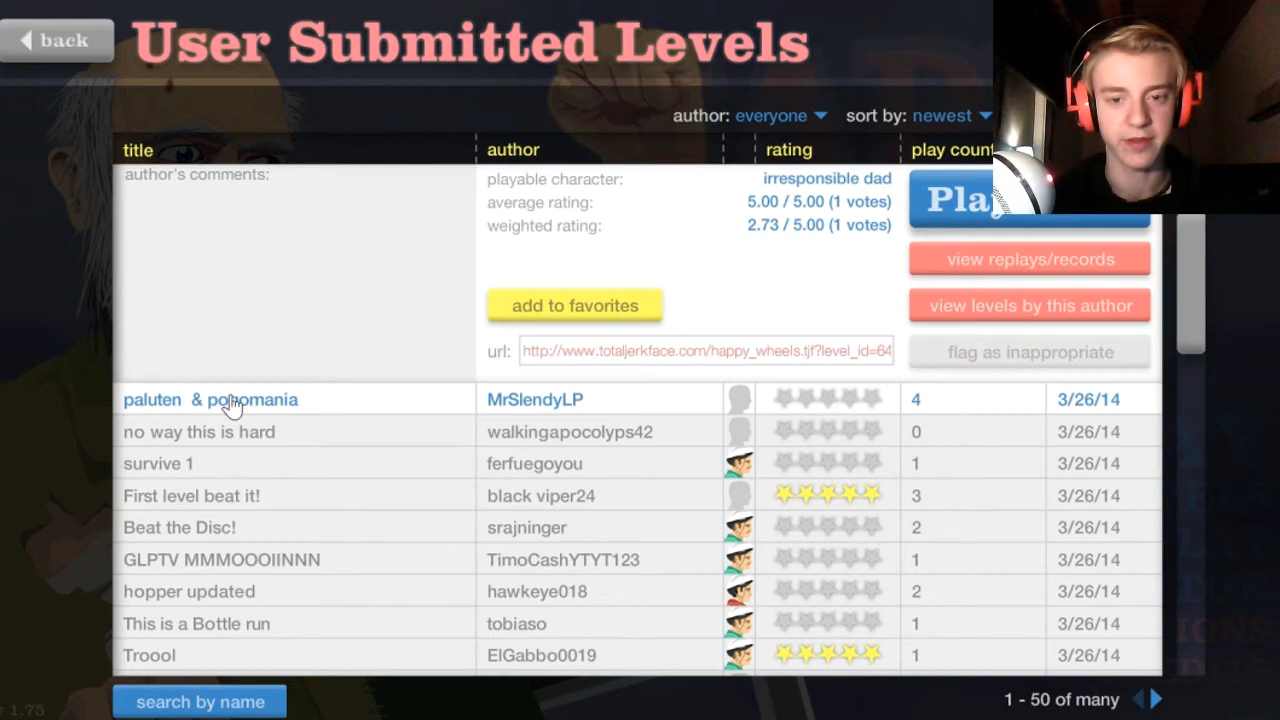 back
User Submitted Levels
author: everyone sort by: newest
title author rating play count
author's comments:
playable character: irresponsible dad
average rating: 5.00 / 5.00 (1 votes)
weighted rating: 2.73 / 5.00 (1 votes)
view replays/records
add to favorites
view levels by this author
url: http://www.totaljerkface.com/happy_wheels.tjf?level_id=64
flag as inappropriate
paluten & MrSlendyLP 4 3/26/14
no way this is hard walkingapocolyps42 0 3/26/14
survive 1 ferfuegoyou 1 3/26/14
First level beat it! black viper24 3 3/26/14
Beat the Disc! srajninger 2 3/26/14
GLPTV MMMOOOIINNN TimoCashYTYT123 1 3/26/14
hopper updated hawkeye018 2 3/26/14
This is a Bottle run tobiaso 1 3/26/14
Troool ElGabbo0019 1 3/26/14
search by name
1 - 50 of many
1.75